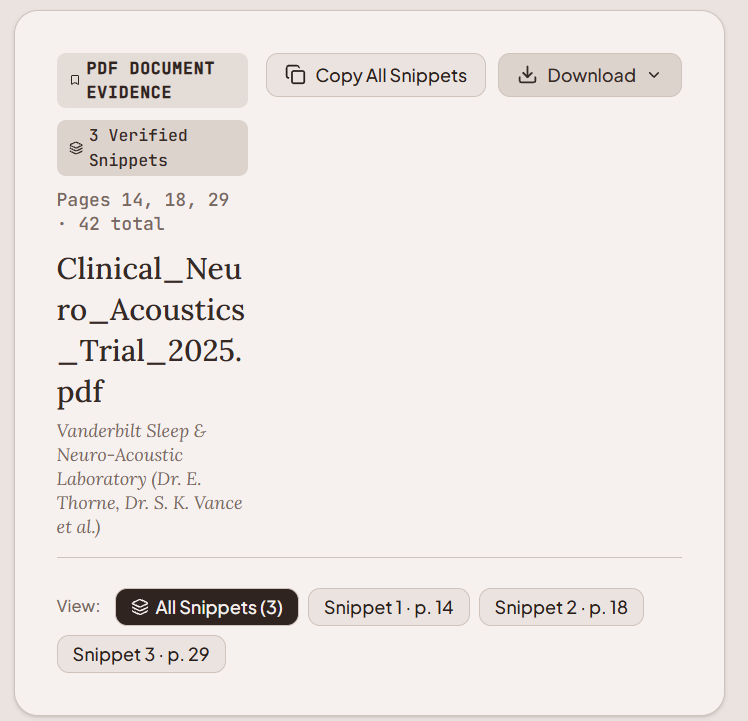 PDF DOCUMENT
EVIDENCE
Copy All Snippets
Download
3 Verified
Snippets
Pages 14, 18, 29
· 42 total
Clinical_Neu
ro_Acoustics
_Trial_2025.
pdf
Vanderbilt Sleep &
Neuro-Acoustic
Laboratory (Dr. E.
Thorne, Dr. S. K. Vance
et al.)
View:
All Snippets (3)
Snippet 1 · p. 14
Snippet 2 · p. 18
Snippet 3 · p. 29